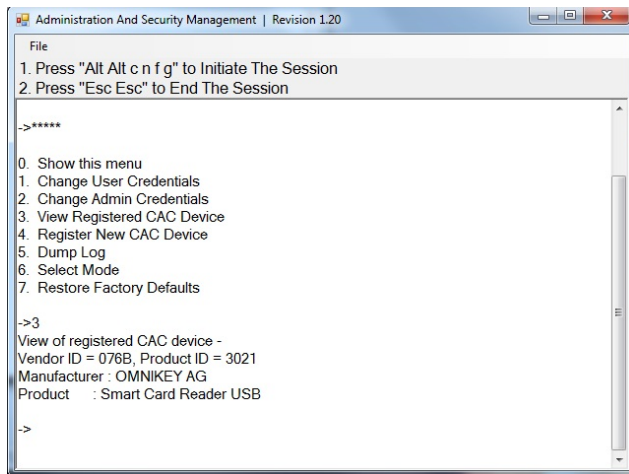 Administration And Security Management | Revision 1.20
File
1. Press "Alt Alt c n f g" to Initiate The Session
2. Press "Esc Esc" to End The Session
->*****
0.  Show this menu
1.  Change User Credentials
2.  Change Admin Credentials
3.  View Registered CAC Device
4.  Register New CAC Device
5.  Dump Log
6.  Select Mode
7.  Restore Factory Defaults
->3
View of registered CAC device -
Vendor ID = 076B, Product ID = 3021
Manufacturer : OMNIKEY AG
Product      : Smart Card Reader USB
->